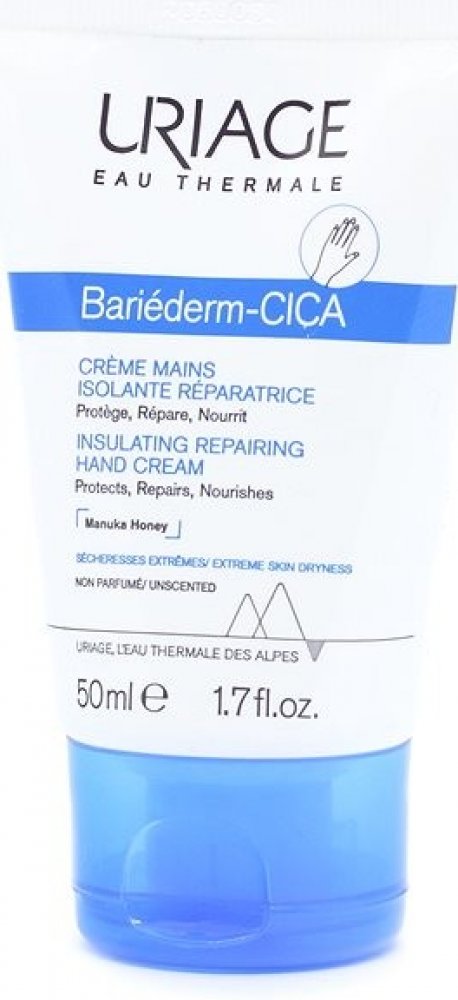 URIAGE
EAU THERMALE
Bariéderm-CICA
CRÈME MAINS
ISOLANTE RÉPARATRICE
Protège, Répare, Nourrit
INSULATING REPAIRING
HAND CREAM
Protects, Repairs, Nourishes
Manuka Honey
SÉCHERESSES EXTRÊMES/ EXTREME SKIN DRYNESS
NON PARFUMÉ/ UNSCENTED
URIAGE, L'EAU THERMALE DES ALPES
50ml e 1.7fl.oz.